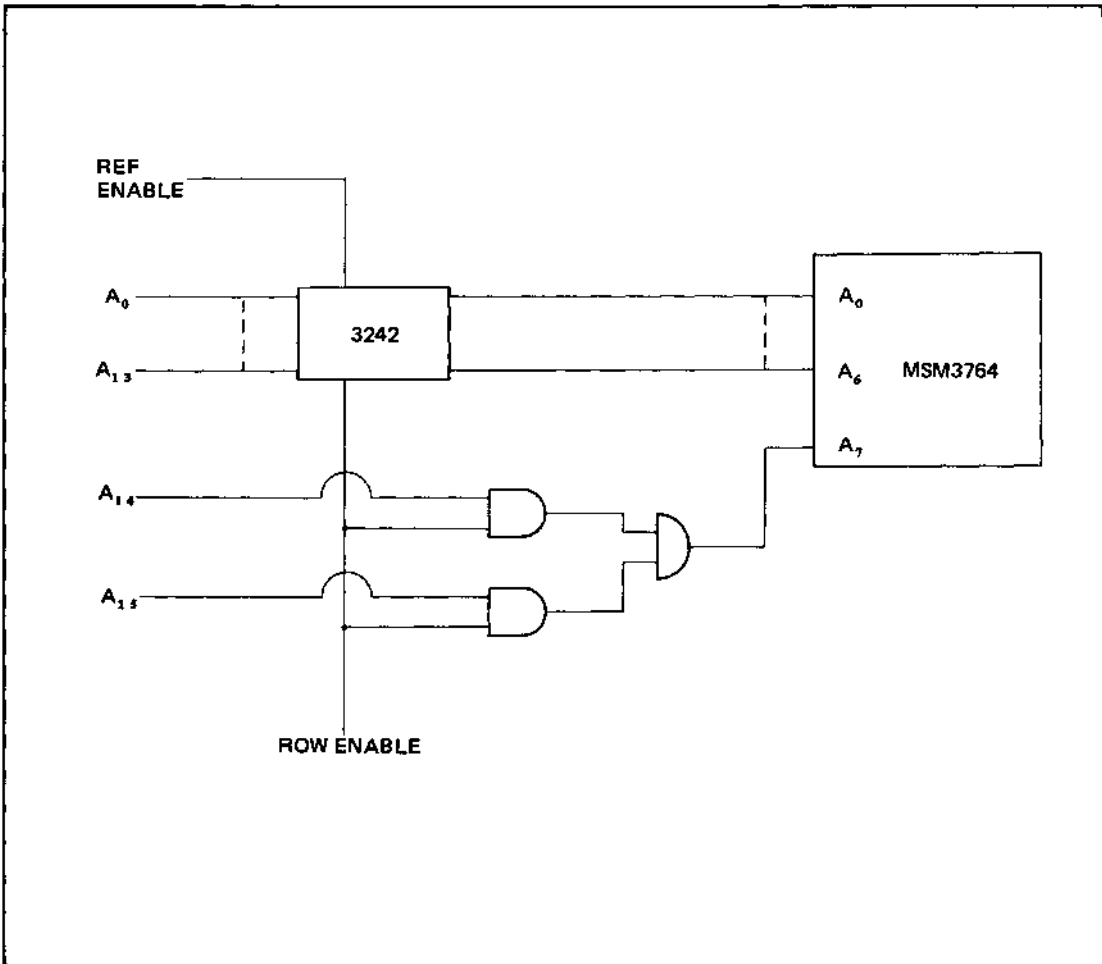 REF
ENABLE
A₀
A₁₃
3242
A₀
A₆
MSM3764
A₇
A₁₄
A₁₅
ROW ENABLE